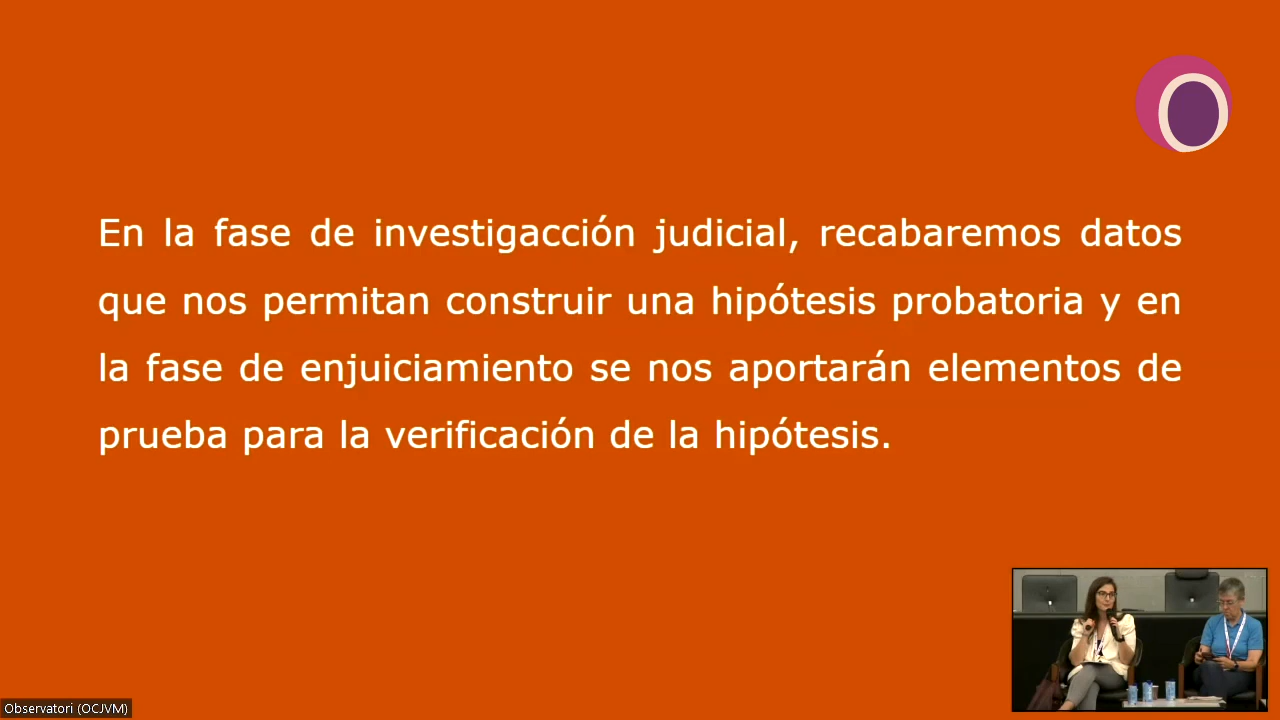 En la fase de investigacción judicial, recabaremos datos
que nos permitan construir una hipótesis probatoria y en
la fase de enjuiciamiento se nos aportarán elementos de
prueba para la verificación de la hipótesis.
Observatori (OCJVM)